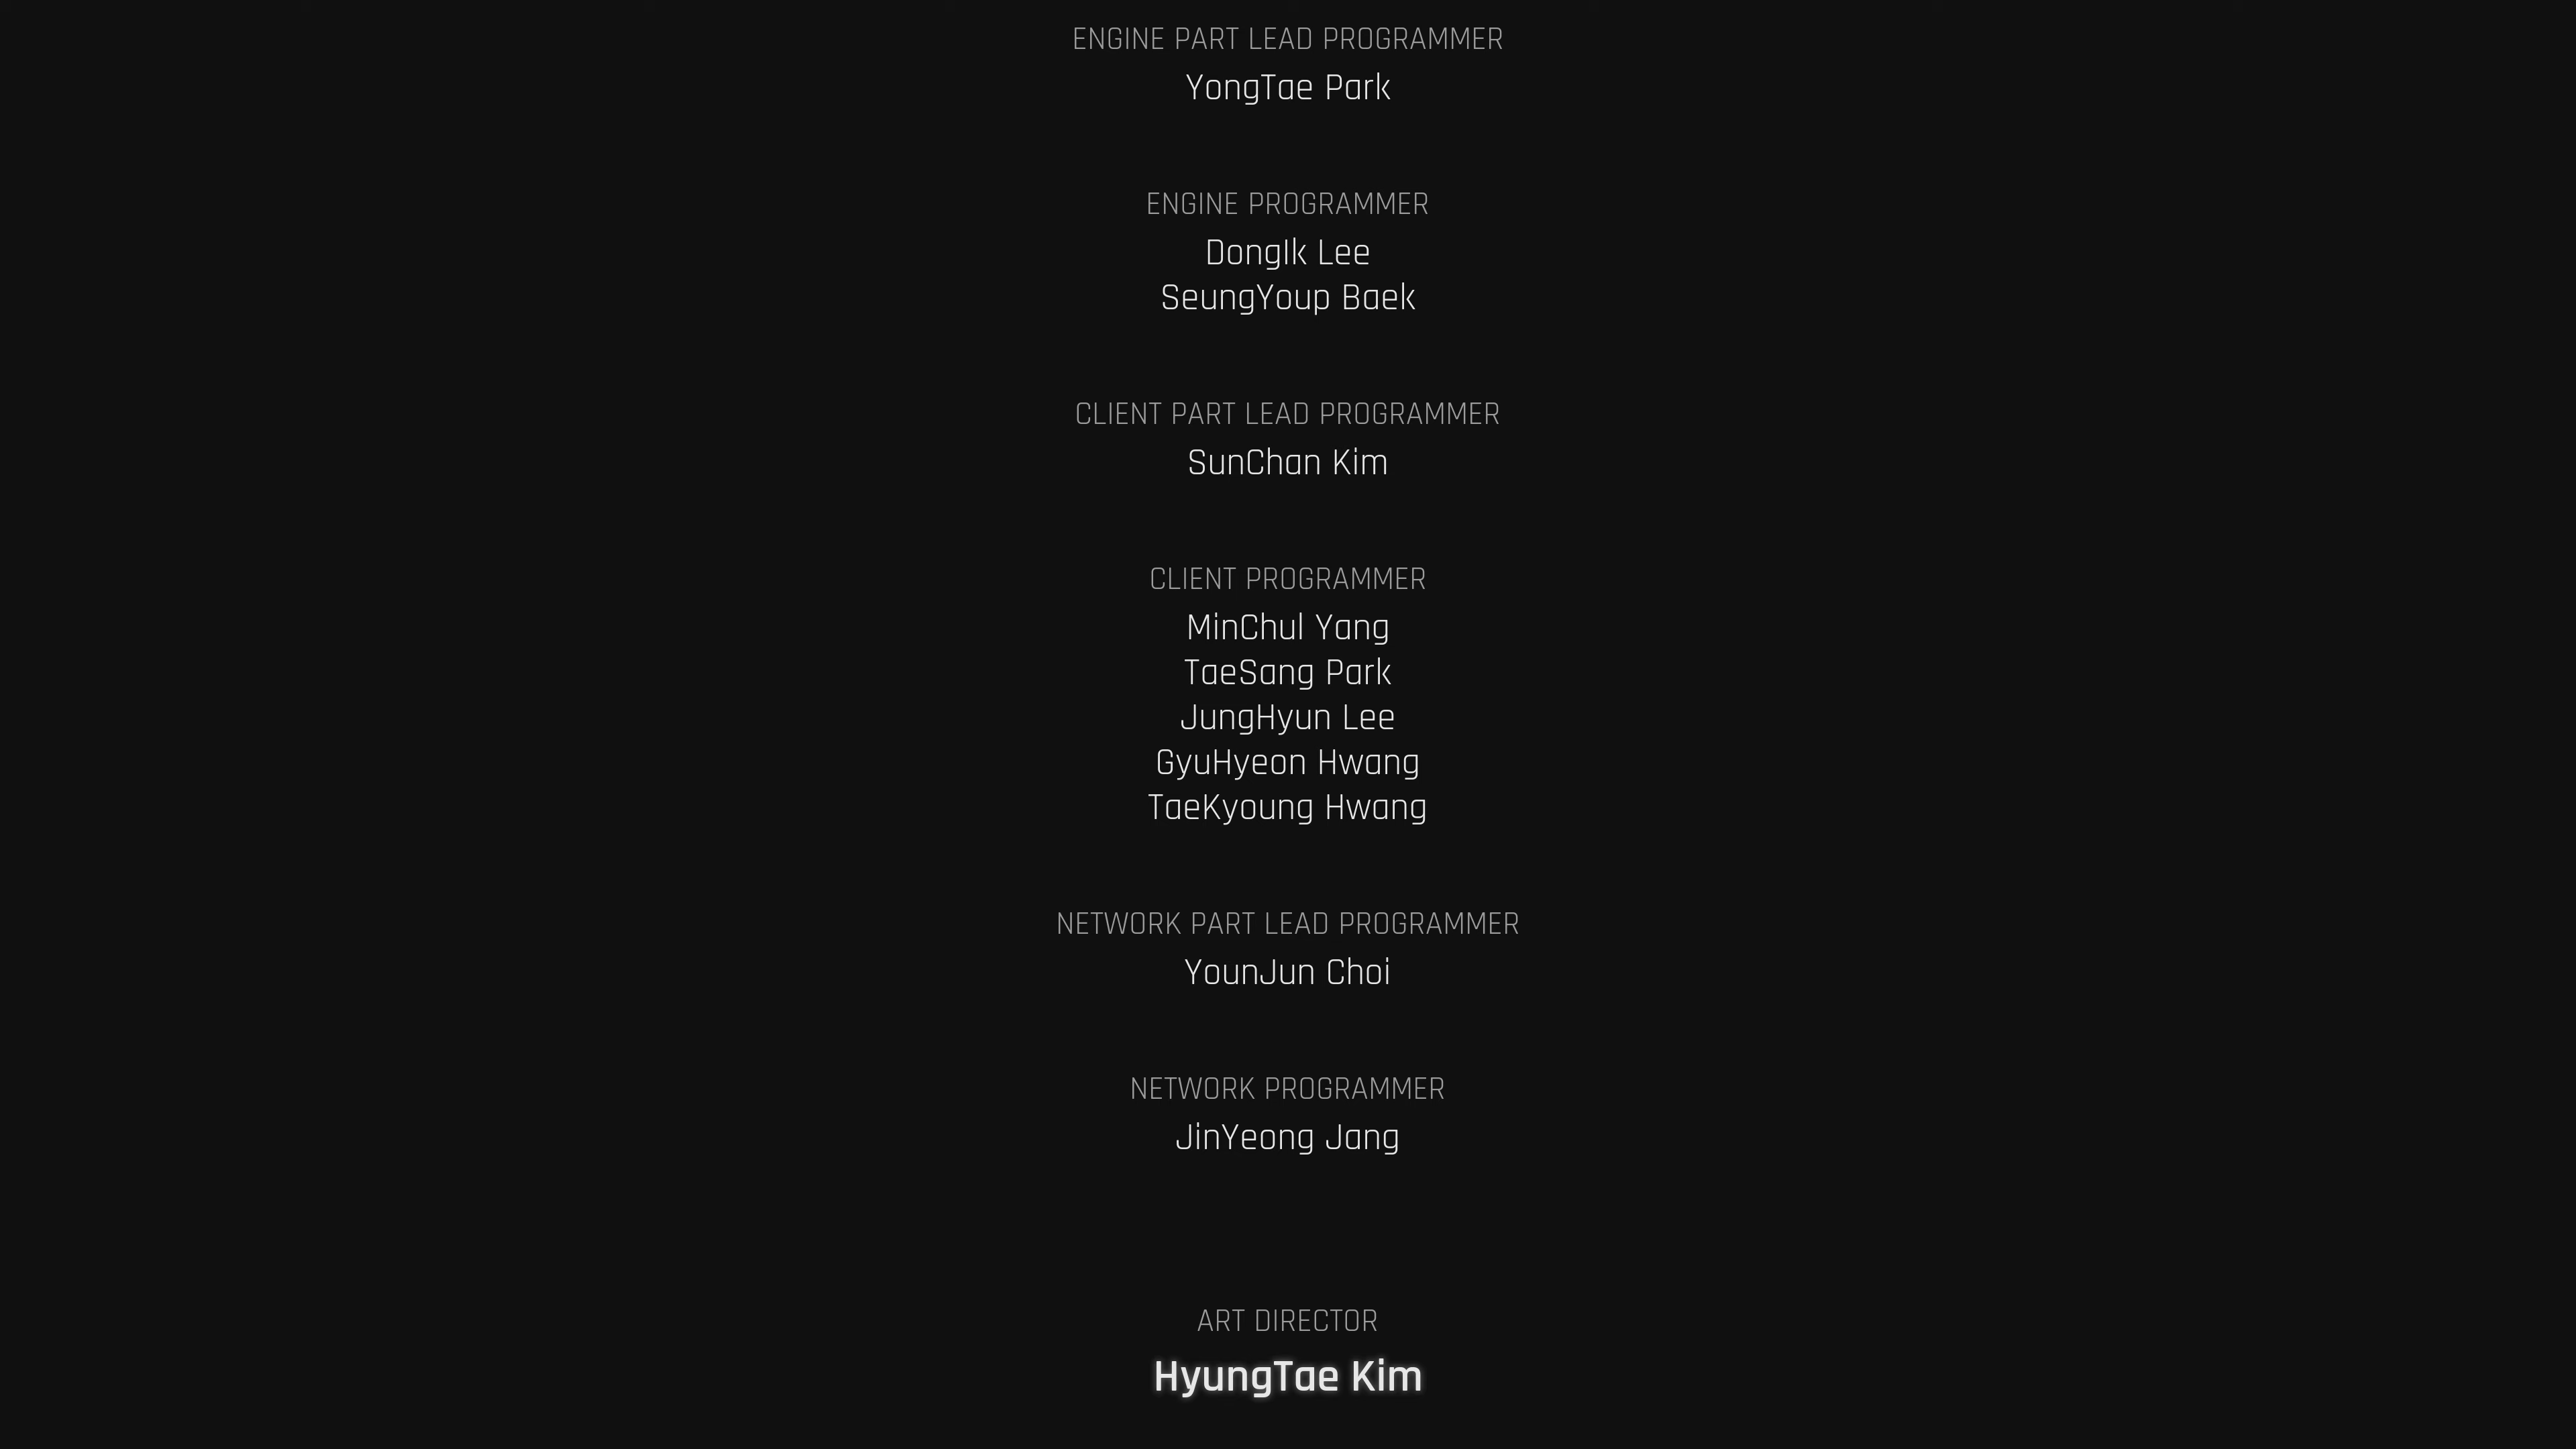 ENGINE PART LEAD PROGRAMMER
YongTae Park
ENGINE PROGRAMMER
DongIk Lee
SeungYoup Baek
CLIENT PART LEAD PROGRAMMER
SunChan Kim
CLIENT PROGRAMMER
MinChul Yang
TaeSang Park
JungHyun Lee
GyuHyeon Hwang
TaeKyoung Hwang
NETWORK PART LEAD PROGRAMMER
YounJun Choi
NETWORK PROGRAMMER
JinYeong Jang
ART DIRECTOR
HyungTae Kim